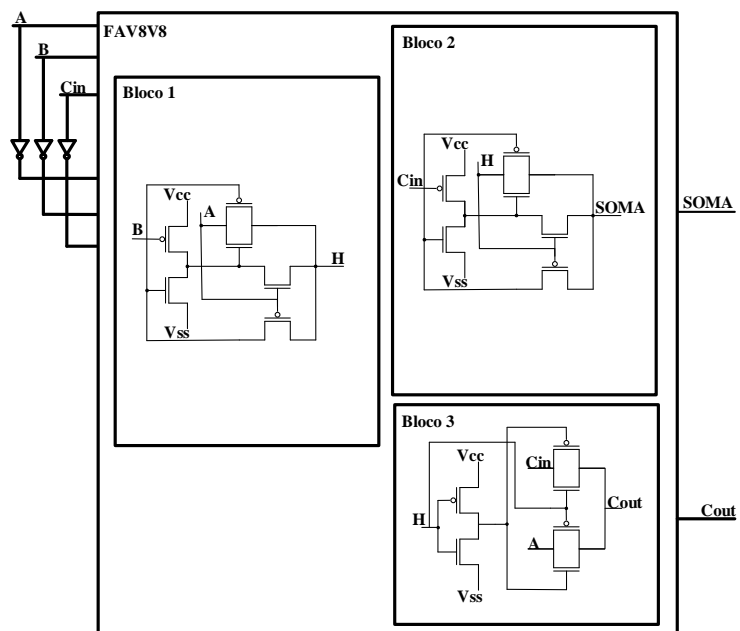 A
FAV8V8
B
Cin
Bloco 1
Vcc
A
B
H
Vss
Bloco 2
Vcc
H
Cin
SOMA
Vss
SOMA
Bloco 3
Vcc
Cin
H
Cout
A
Vss
Cout